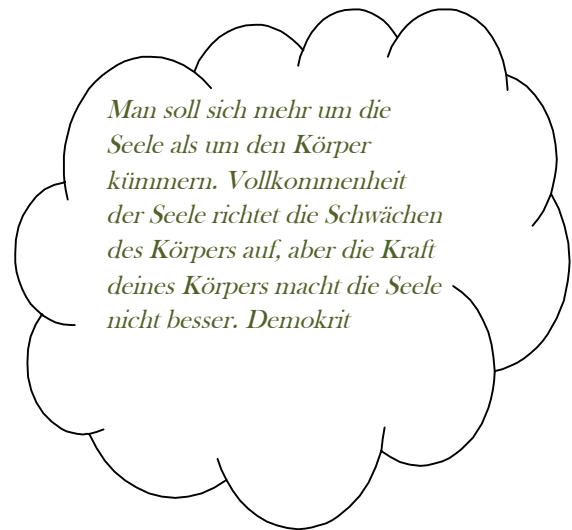 Man soll sich mehr um die
Seele als um den Körper
kümmern. Vollkommenheit
der Seele richtet die Schwächen
des Körpers auf, aber die Kraft
deines Körpers macht die Seele
nicht besser. Demokrit